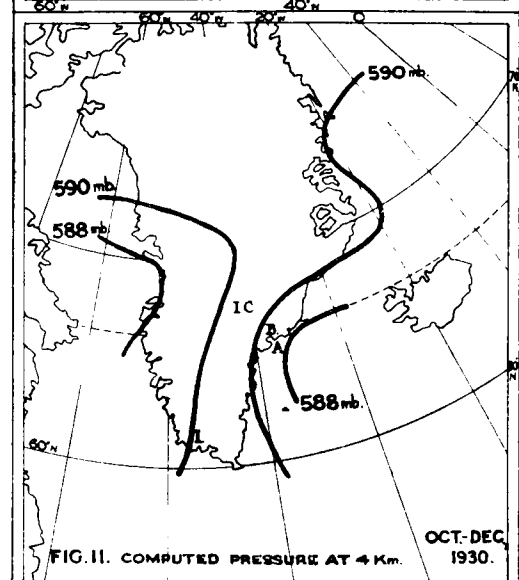 60°N 40°N 0
60°W 40°W 20°W
70°N
590 mb.
590 mb.
588 mb.
IC
B
A
588 mb.
I
60°N
FIG. 11. COMPUTED PRESSURE AT 4 Km.
OCT.-DEC.
1930.